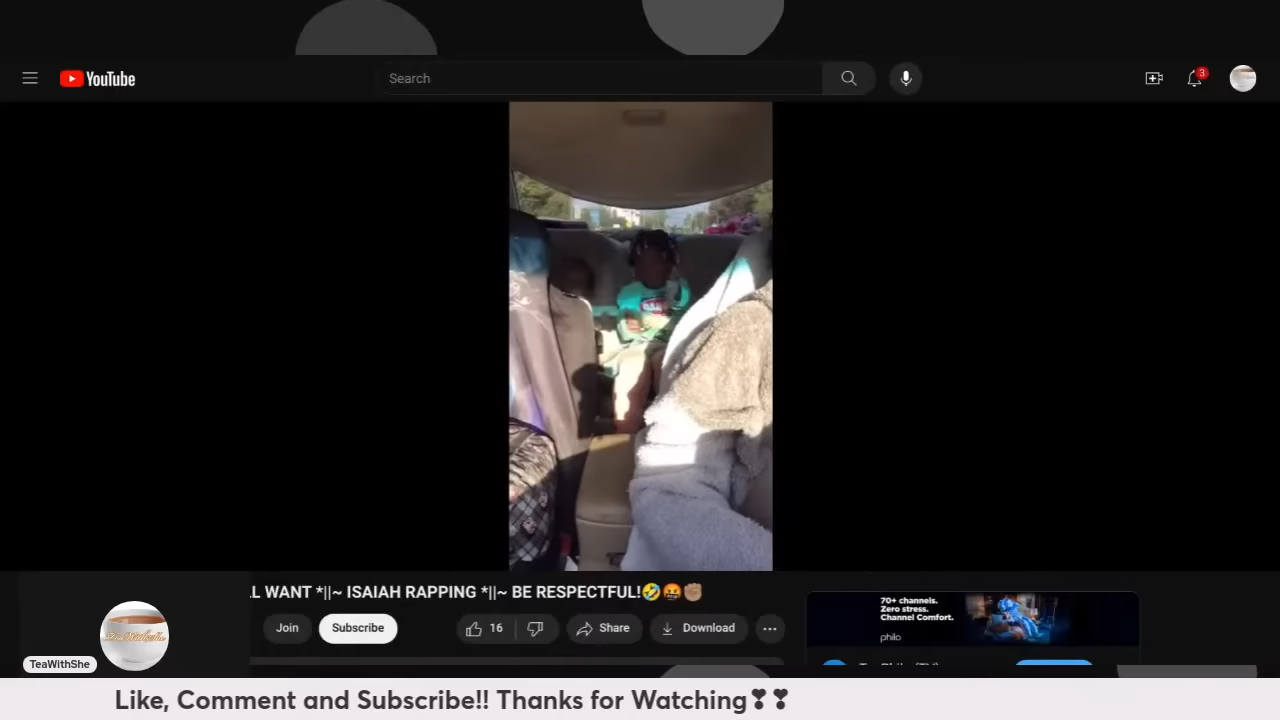 YouTube
Search
3
.L WANT *||~ ISAIAH RAPPING *||~ BE RESPECTFUL!🤣🤬✊🏽
Join
Subscribe
16
Share
Download
70+ channels.
Zero stress.
Channel Comfort.
philo
TeaWithShe
Like, Comment and Subscribe!! Thanks for Watching❣❣